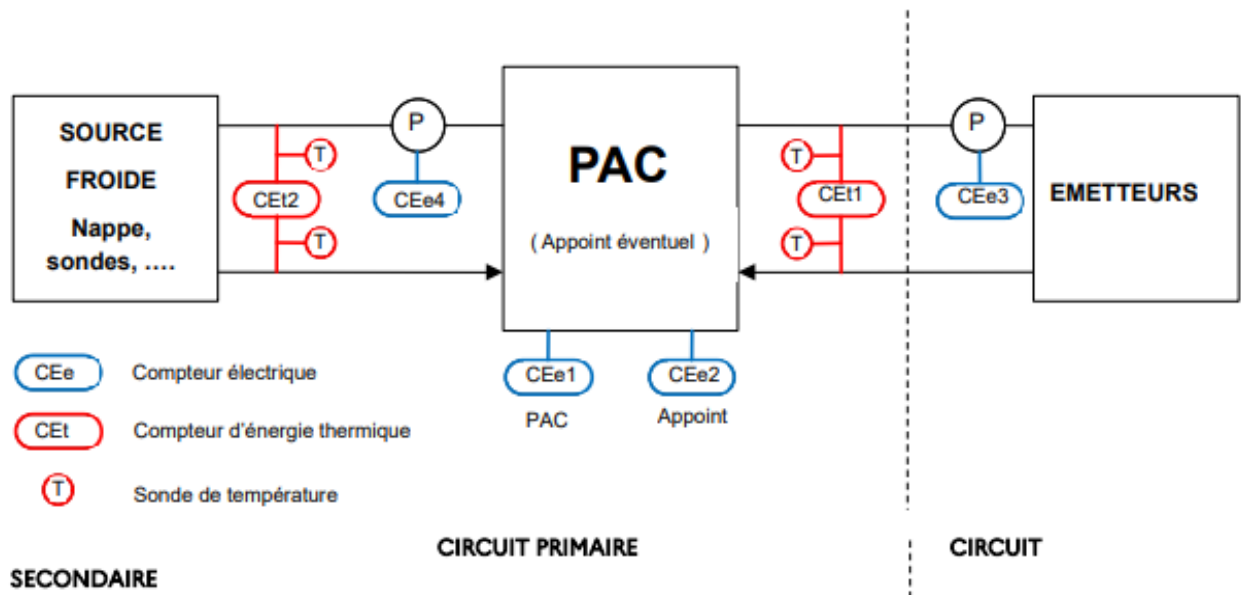 SOURCE
FROIDE
Nappe,
sondes, ....
T
CEt2
T
P
CEe4
PAC
( Appoint éventuel )
T
CEt1
T
P
CEe3
EMETTEURS
CEe1
CEe2
PAC
Appoint
CEe
Compteur électrique
CEt
Compteur d'énergie thermique
T
Sonde de température
CIRCUIT PRIMAIRE
CIRCUIT
SECONDAIRE